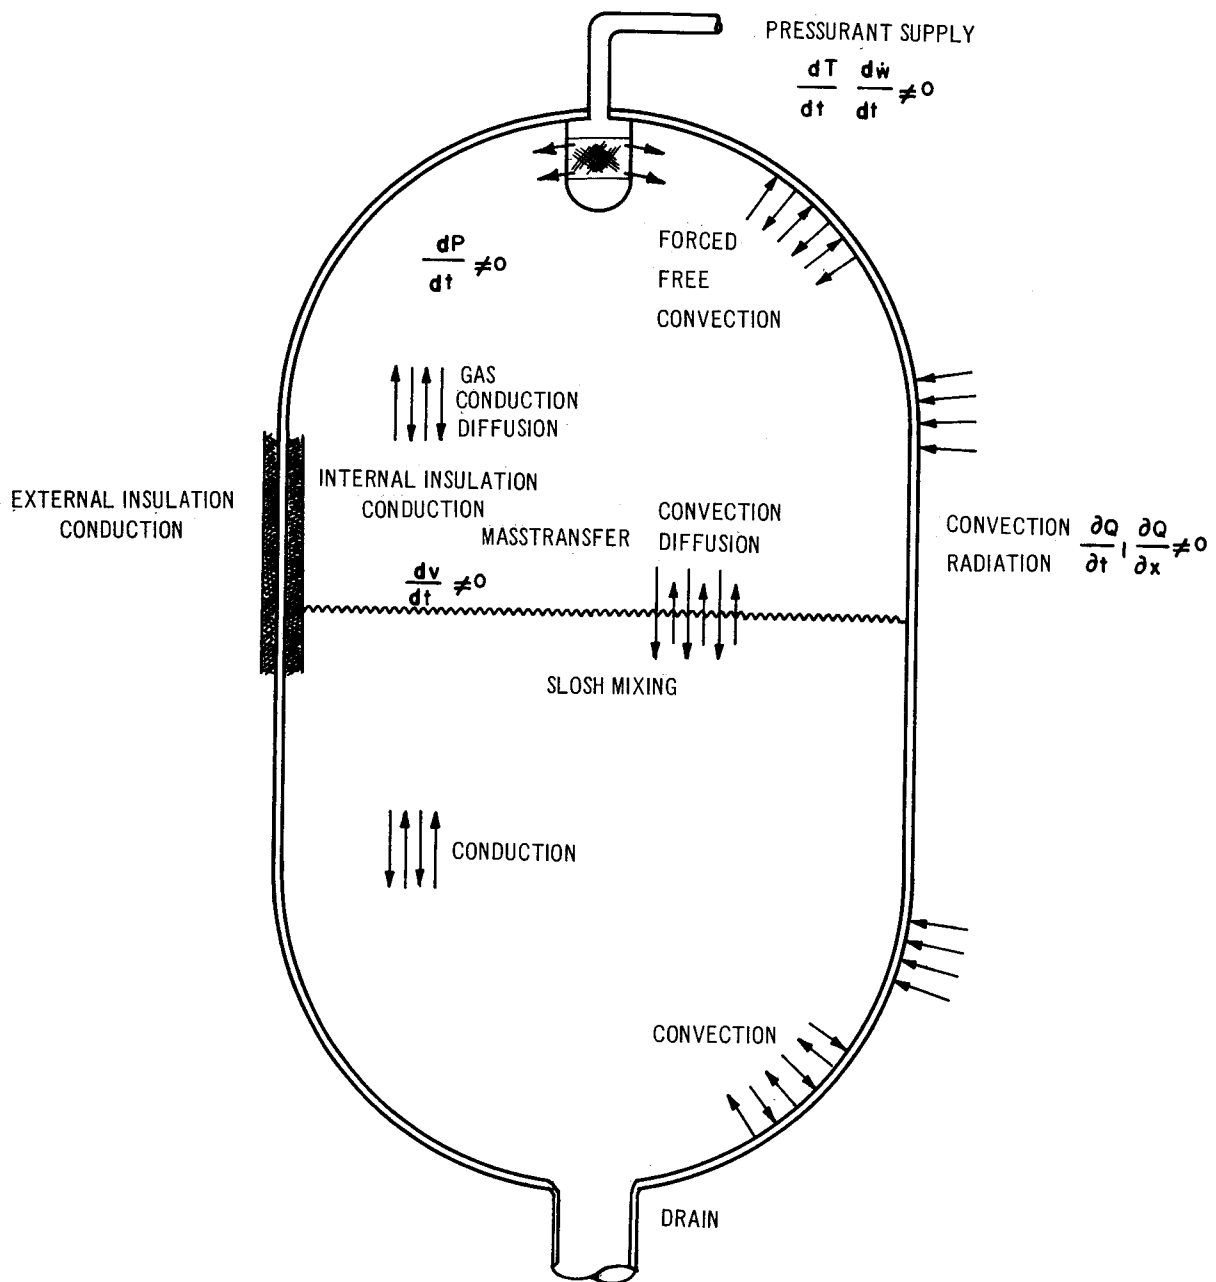 PRESSURANT SUPPLY
dT/dt dẇ/dt ≠0
dP/dt ≠0
FORCED
FREE
CONVECTION
GAS
CONDUCTION
DIFFUSION
EXTERNAL INSULATION
CONDUCTION
INTERNAL INSULATION
CONDUCTION
MASSTRANSFER
CONVECTION
DIFFUSION
CONVECTION
RADIATION
∂Q/∂t , ∂Q/∂x ≠0
dv/dt ≠0
SLOSH MIXING
CONDUCTION
CONVECTION
DRAIN